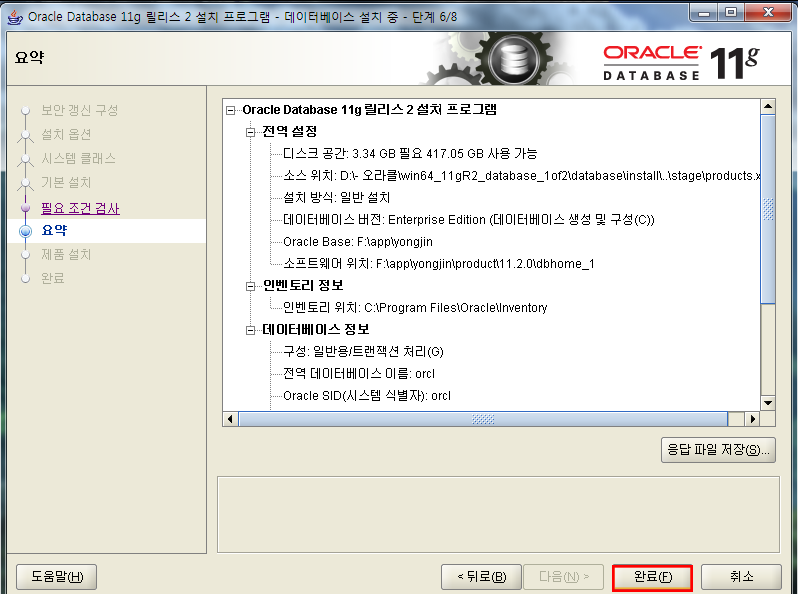 Oracle Database 11g 릴리스 2 설치 프로그램 - 데이터베이스 설치 중 - 단계 6/8
요약
ORACLE
DATABASE 11g
보안 갱신 구성
설치 옵션
시스템 클래스
기본 설치
필요 조건 검사
요약
제품 설치
완료
Oracle Database 11g 릴리스 2 설치 프로그램
전역 설정
디스크 공간: 3.34 GB 필요 417.05 GB 사용 가능
소스 위치: D:\- 오라클\win64_11gR2_database_1of2\database\install\..\stage\products.x
설치 방식: 일반 설치
데이터베이스 버전: Enterprise Edition (데이터베이스 생성 및 구성(C))
Oracle Base: F:\app\yongjin
소프트웨어 위치: F:\app\yongjin\product\11.2.0\dbhome_1
인벤토리 정보
인벤토리 위치: C:\Program Files\Oracle\Inventory
데이터베이스 정보
구성: 일반용/트랜잭션 처리(G)
전역 데이터베이스 이름: orcl
Oracle SID(시스템 식별자): orcl
응답 파일 저장(S)...
도움말(H)
< 뒤로(B)
다음(N) >
완료(F)
취소